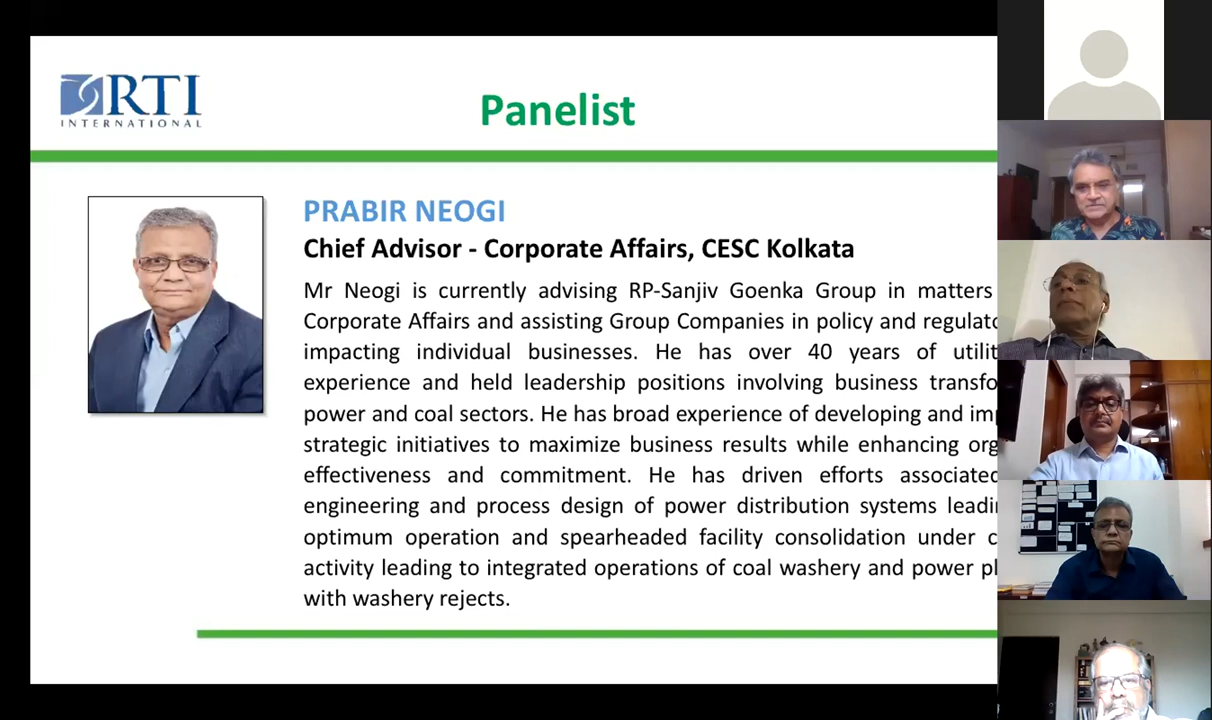 RTI
INTERNATIONAL
Panelist
PRABIR NEOGI
Chief Advisor - Corporate Affairs, CESC Kolkata
Mr Neogi is currently advising RP-Sanjiv Goenka Group in matters
Corporate Affairs and assisting Group Companies in policy and
impacting individual businesses. He has over 40 years of
experience and held leadership positions involving business
power and coal sectors. He has broad experience of developing and
strategic initiatives to maximize business results while enhancing
effectiveness and commitment. He has driven efforts associated
engineering and process design of power distribution systems
optimum operation and spearheaded facility consolidation under
activity leading to integrated operations of coal washery and power
with washery rejects.